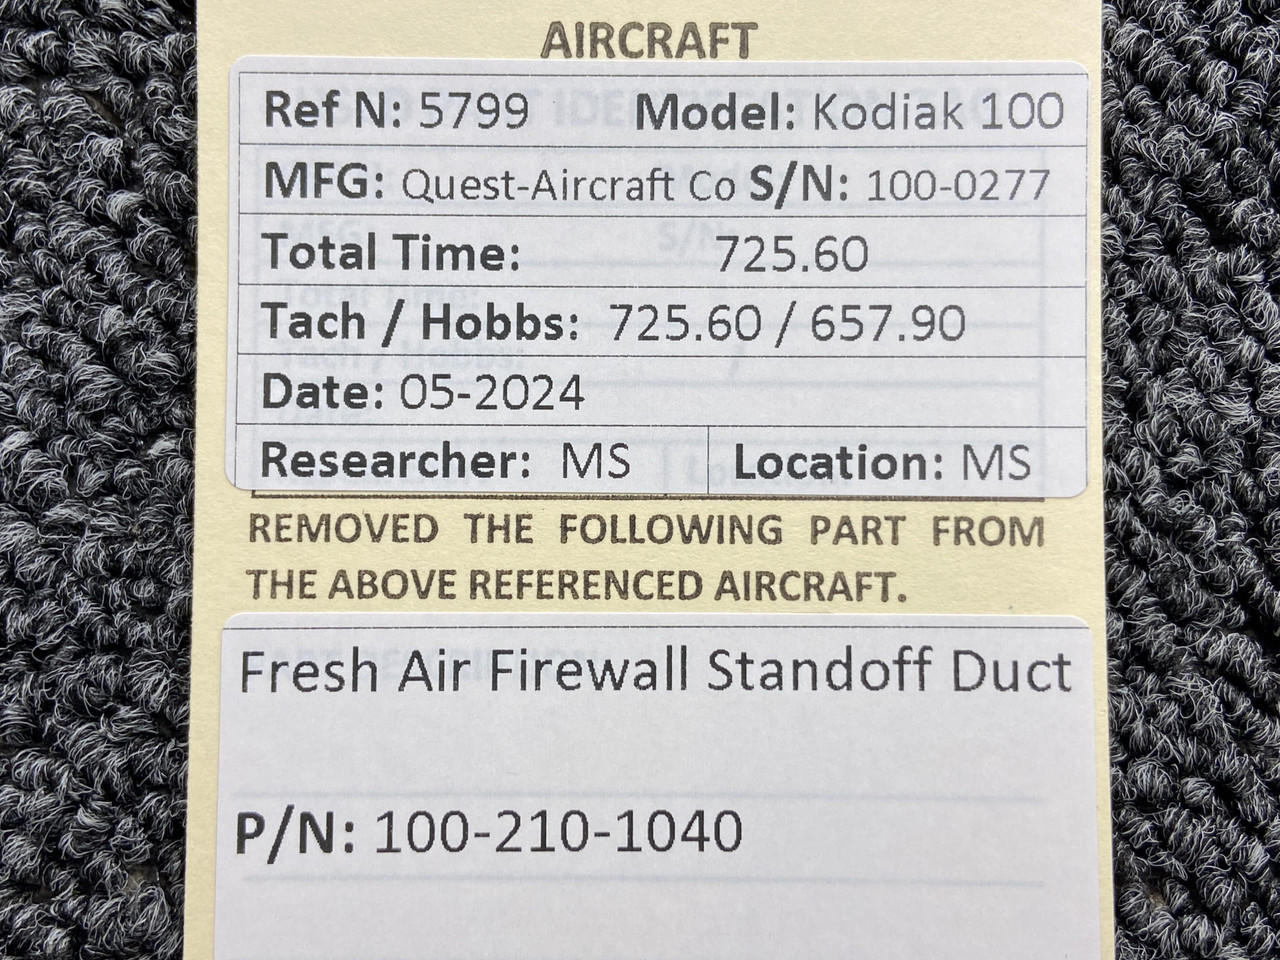 AIRCRAFT
Ref N: 5799 Model: Kodiak 100
MFG: Quest-Aircraft Co S/N: 100-0277
Total Time: 725.60
Tach / Hobbs: 725.60 / 657.90
Date: 05-2024
Researcher: MS Location: MS
REMOVED THE FOLLOWING PART FROM
THE ABOVE REFERENCED AIRCRAFT.
Fresh Air Firewall Standoff Duct
P/N: 100-210-1040